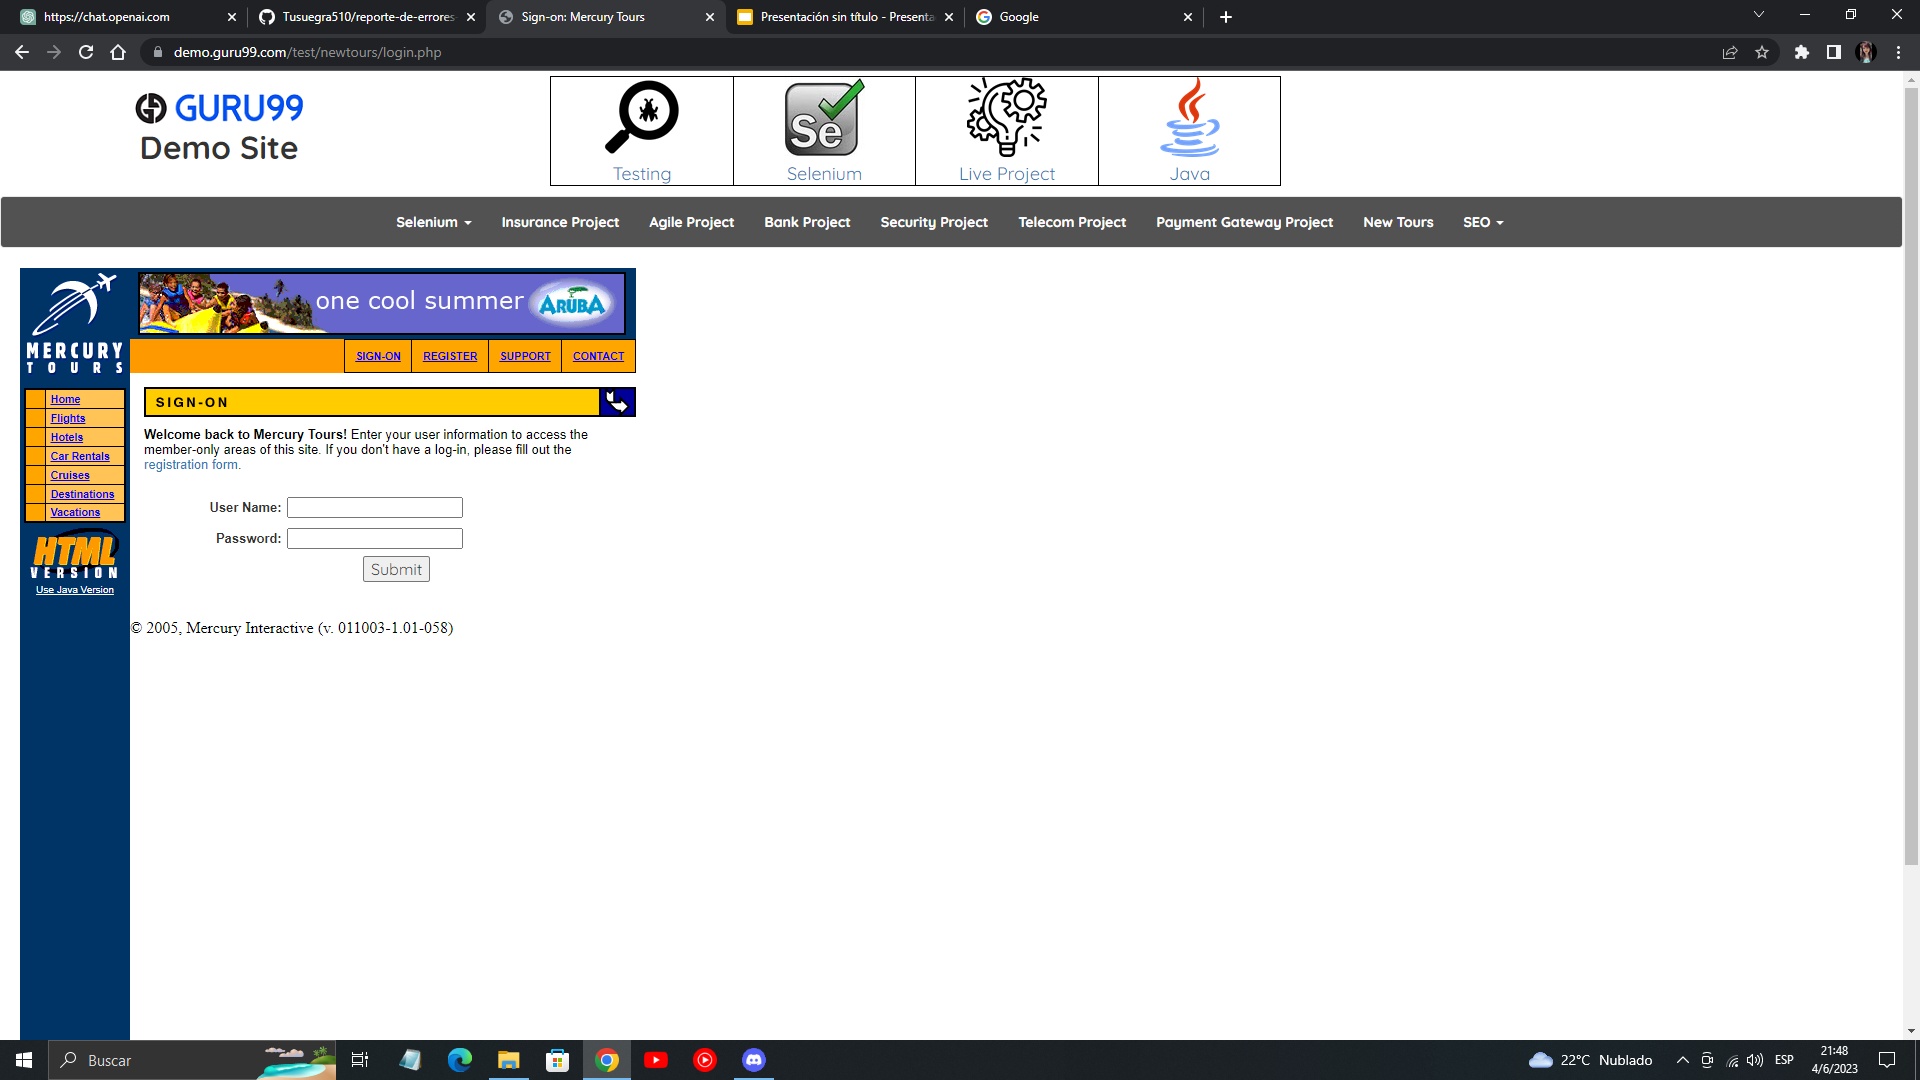 https://chat.openai.com
Tusuegra510/reporte-de-errores-
Sign-on: Mercury Tours
Presentación sin título - Presenta
Google
demo.guru99.com/test/newtours/login.php
GURU99
Demo Site
Testing
Se
Selenium
Live Project
Java
Selenium
Insurance Project
Agile Project
Bank Project
Security Project
Telecom Project
Payment Gateway Project
New Tours
SEO
one cool summer
ARUBA
MERCURY
TOURS
SIGN-ON
REGISTER
SUPPORT
CONTACT
Home
Flights
Hotels
Car Rentals
Cruises
Destinations
Vacations
HTML
VERSION
Use Java Version
SIGN-ON
Welcome back to Mercury Tours! Enter your user information to access the
member-only areas of this site. If you don't have a log-in, please fill out the
registration form.
User Name:
Password:
Submit
© 2005, Mercury Interactive (v. 011003-1.01-058)
Buscar
22°C Nublado
ESP
21:48
4/6/2023